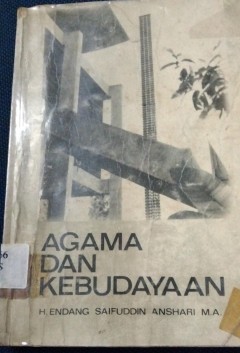 AGAMA
DAN
KEBUDAYAAN
H. ENDANG SAIFUDDIN ANSHARI M.A.